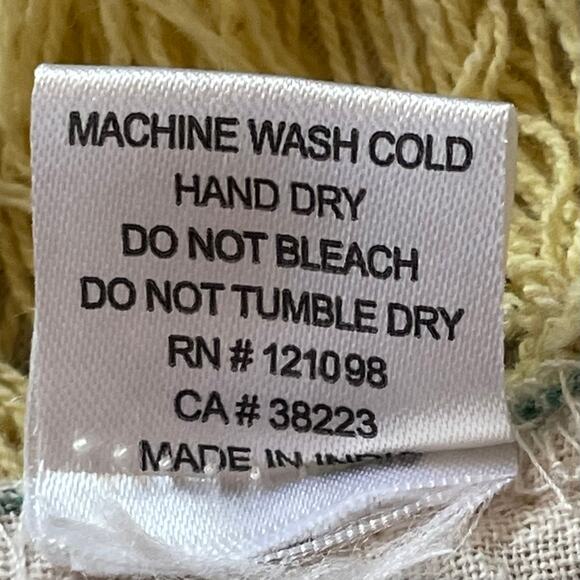 MACHINE WASH COLD
HAND DRY
DO NOT BLEACH
DO NOT TUMBLE DRY
RN # 121098
CA # 38223
MADE IN